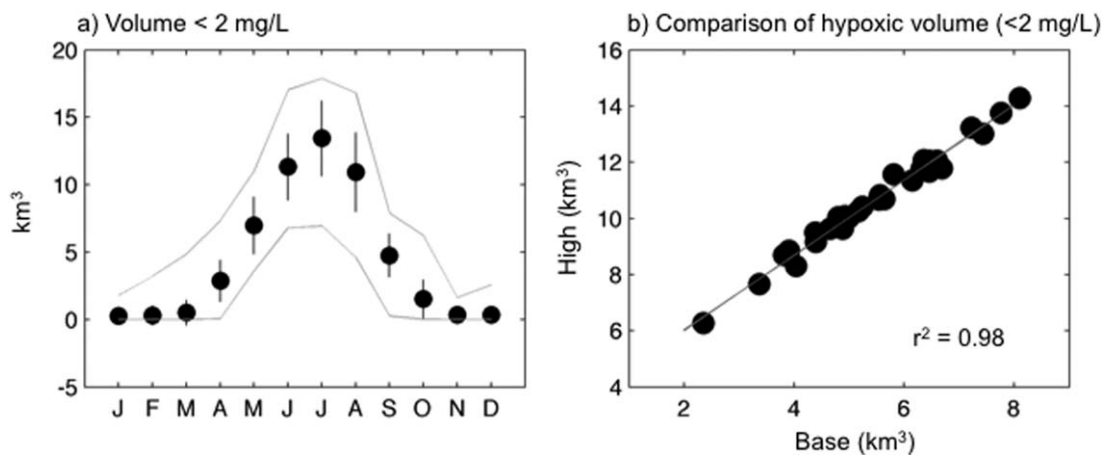 a) Volume < 2 mg/L
20
15
10
5
0
-5
km³
J F M A M J J A S O N D
b) Comparison of hypoxic volume (<2 mg/L)
16
14
12
10
8
6
4
High (km³)
r² = 0.98
2 4 6 8
Base (km³)